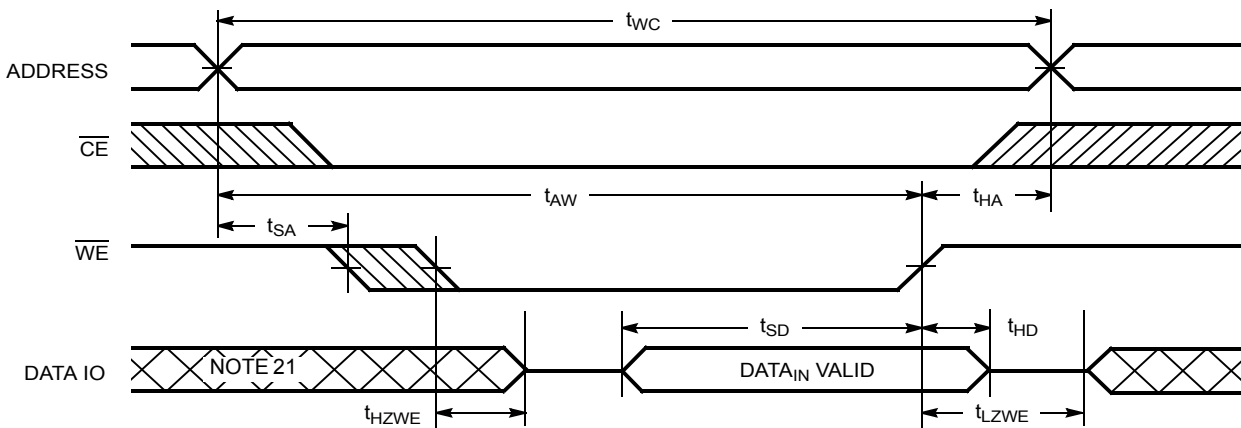 tWC
ADDRESS
CE
tAW
tHA
tSA
WE
tSD
tHD
DATA IO
NOTE 21
DATAIN VALID
tHZWE
tLZWE